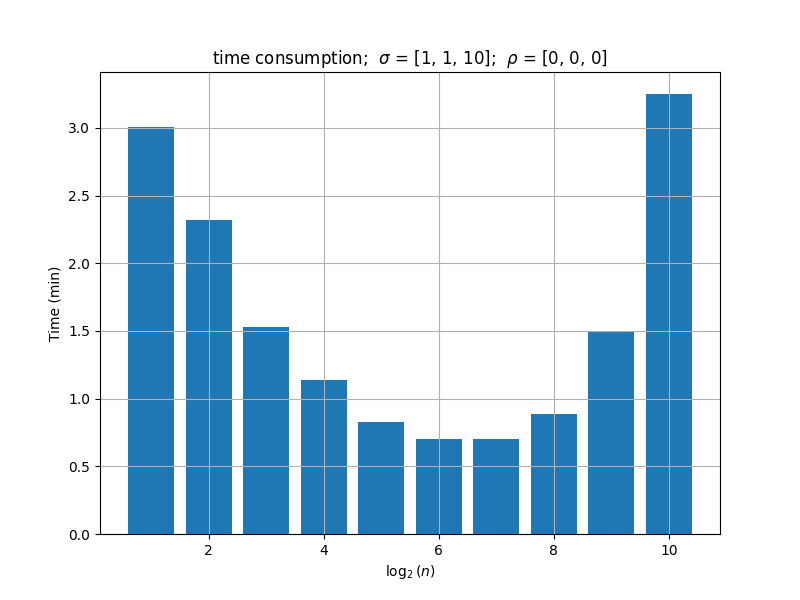 time consumption; σ = [1, 1, 10]; ρ = [0, 0, 0]
Time (min)
3.0
2.5
2.0
1.5
1.0
0.5
0.0
2 4 6 8 10
log₂(n)